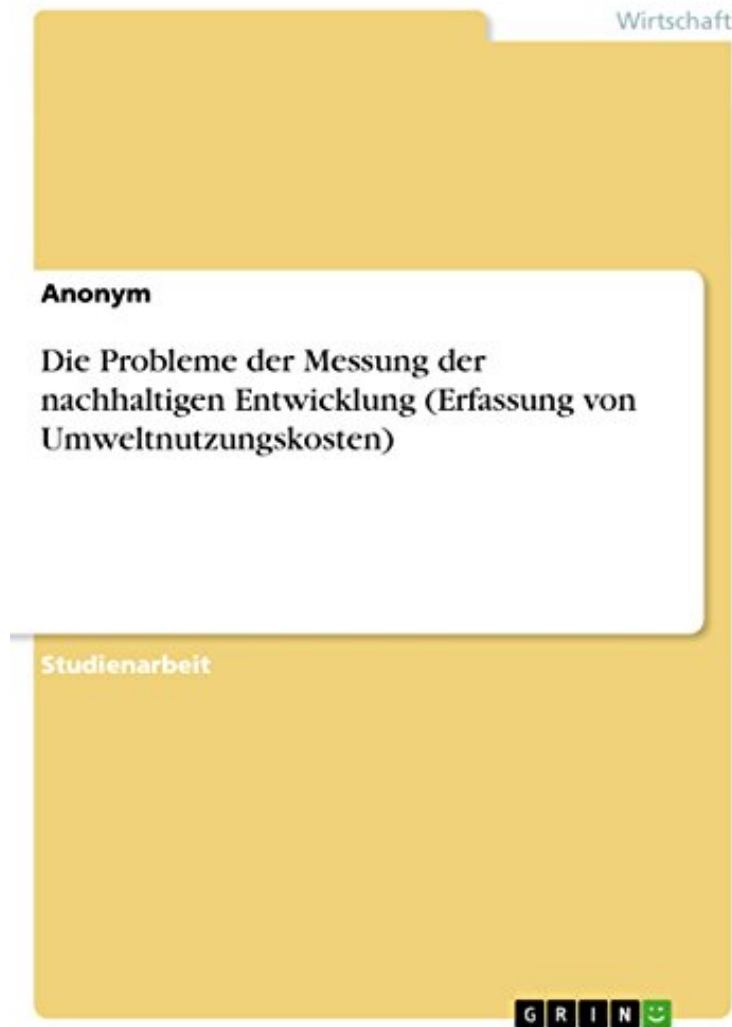 Wirtschaft
Anonym
Die Probleme der Messung der
nachhaltigen Entwicklung (Erfassung von
Umweltnutzungskosten)
Studienarbeit
GRIN